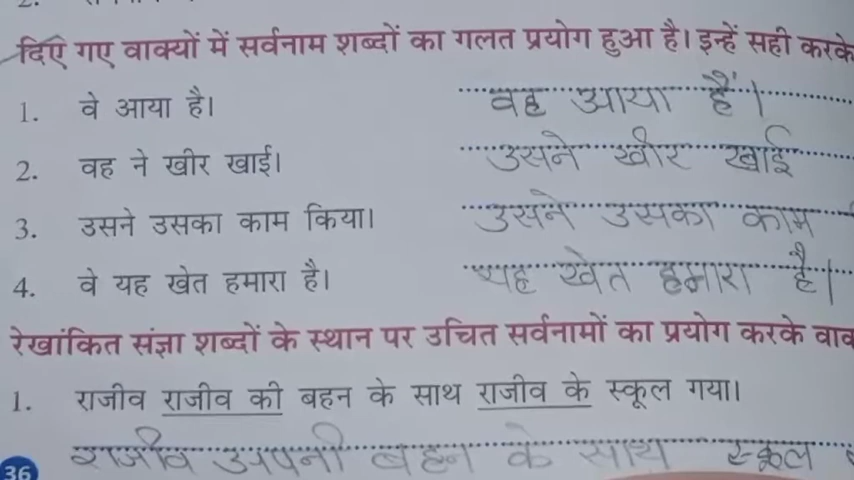 दिए गए वाक्यों में सर्वनाम शब्दों का गलत प्रयोग हुआ है। इन्हें सही करके
1. वे आया है। वह आया है।
2. वह ने खीर खाई। उसने खीर खाई
3. उसने उसका काम किया। उसने उसका काम
4. वे यह खेत हमारा है। यह खेत हमारा है।
रेखांकित संज्ञा शब्दों के स्थान पर उचित सर्वनामों का प्रयोग करके वाक
1. राजीव राजीव की बहन के साथ राजीव के स्कूल गया।
राजीव अपनी बहन के साथ स्कूल
36